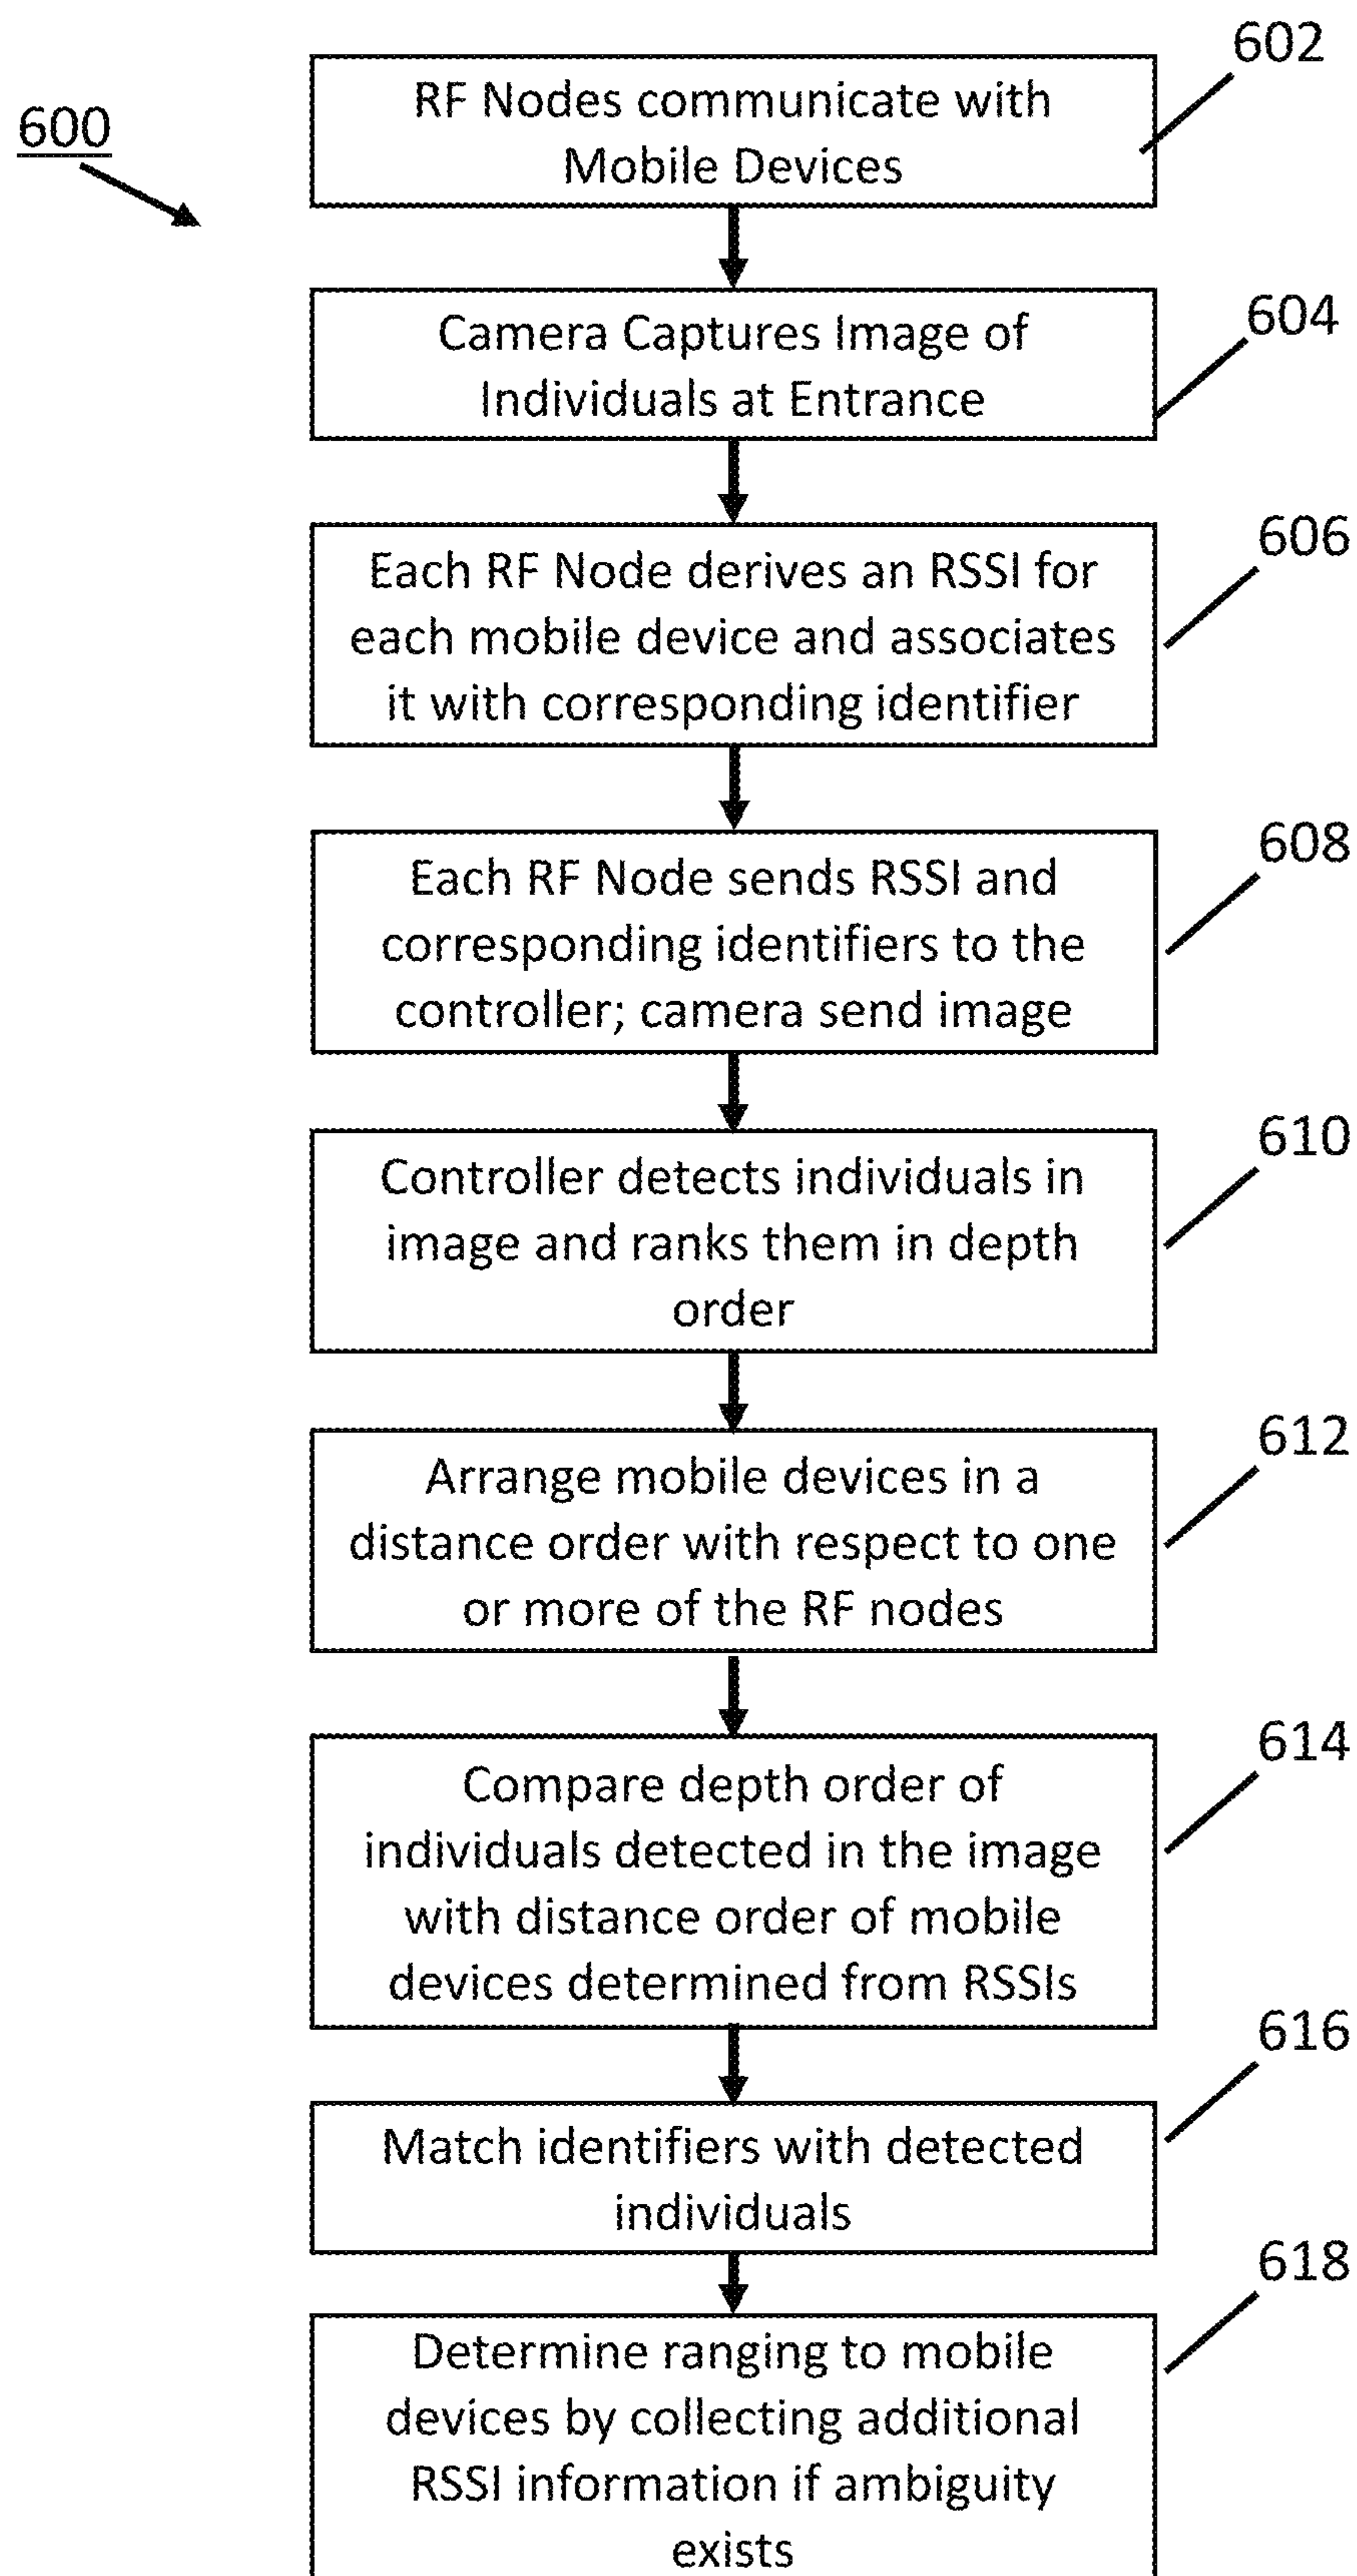 600
602
RF Nodes communicate with
Mobile Devices
604
Camera Captures Image of
Individuals at Entrance
606
Each RF Node derives an RSSI for
each mobile device and associates
it with corresponding identifier
608
Each RF Node sends RSSI and
corresponding identifiers to the
controller; camera send image
610
Controller detects individuals in
image and ranks them in depth
order
612
Arrange mobile devices in a
distance order with respect to one
or more of the RF nodes
614
Compare depth order of
individuals detected in the image
with distance order of mobile
devices determined from RSSIs
616
Match identifiers with detected
individuals
618
Determine ranging to mobile
devices by collecting additional
RSSI information if ambiguity
exists